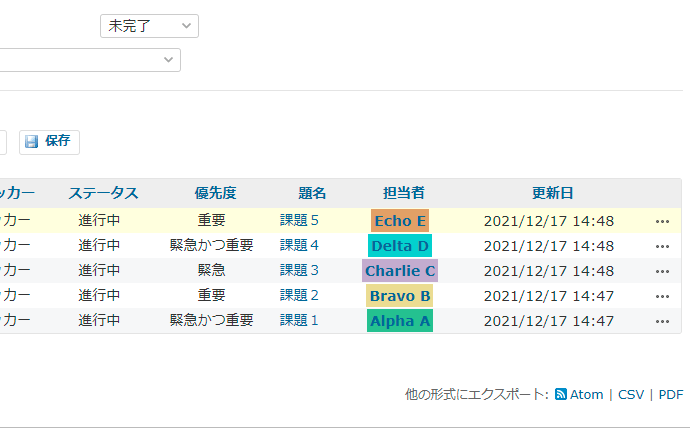 未完了
保存
ッカー ステータス 優先度 題名 担当者 更新日
ッカー 進行中 重要 課題５ Echo E 2021/12/17 14:48 ...
ッカー 進行中 緊急かつ重要 課題４ Delta D 2021/12/17 14:48 ...
ッカー 進行中 緊急 課題３ Charlie C 2021/12/17 14:48 ...
ッカー 進行中 重要 課題２ Bravo B 2021/12/17 14:47 ...
ッカー 進行中 緊急かつ重要 課題１ Alpha A 2021/12/17 14:47 ...
他の形式にエクスポート: Atom | CSV | PDF